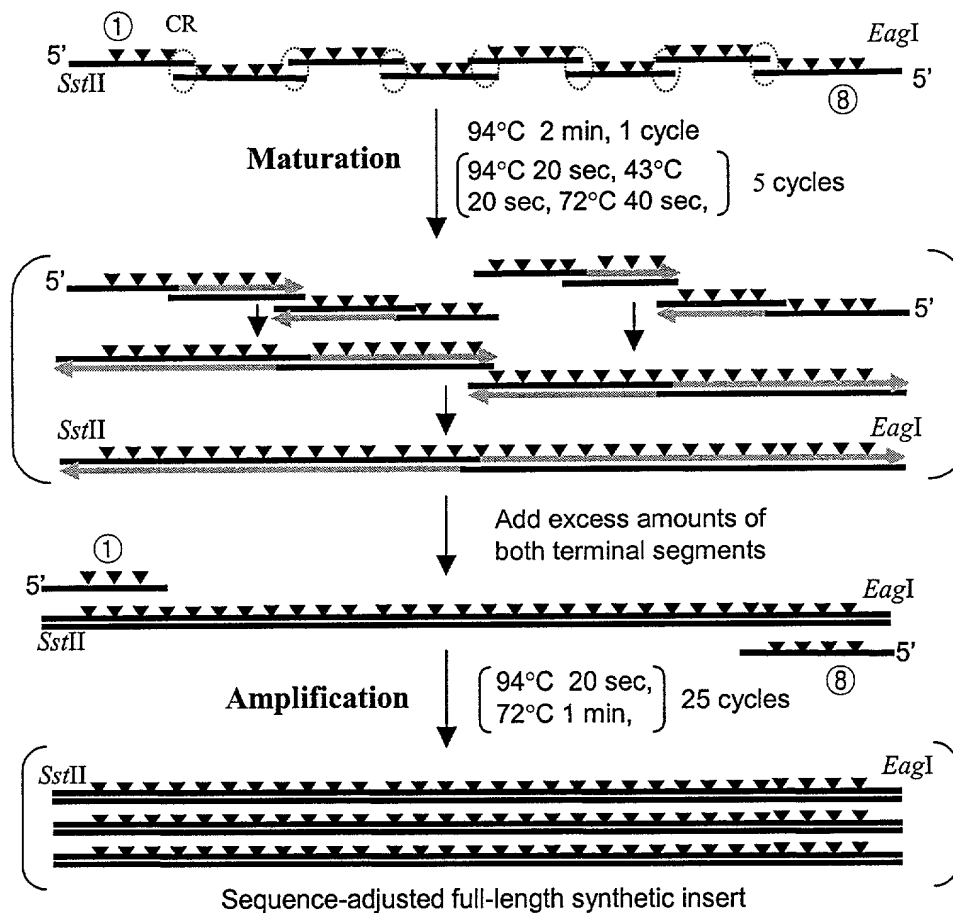 ① CR
5’ EagI
SstII 5’
⑧
94°C 2 min, 1 cycle
Maturation
94°C 20 sec, 43°C
20 sec, 72°C 40 sec,
5 cycles
5’
5’
SstII EagI
Add excess amounts of
both terminal segments
①
5’
EagI
SstII
5’
⑧
94°C 20 sec,
72°C 1 min,
25 cycles
Amplification
SstII EagI
Sequence-adjusted full-length synthetic insert